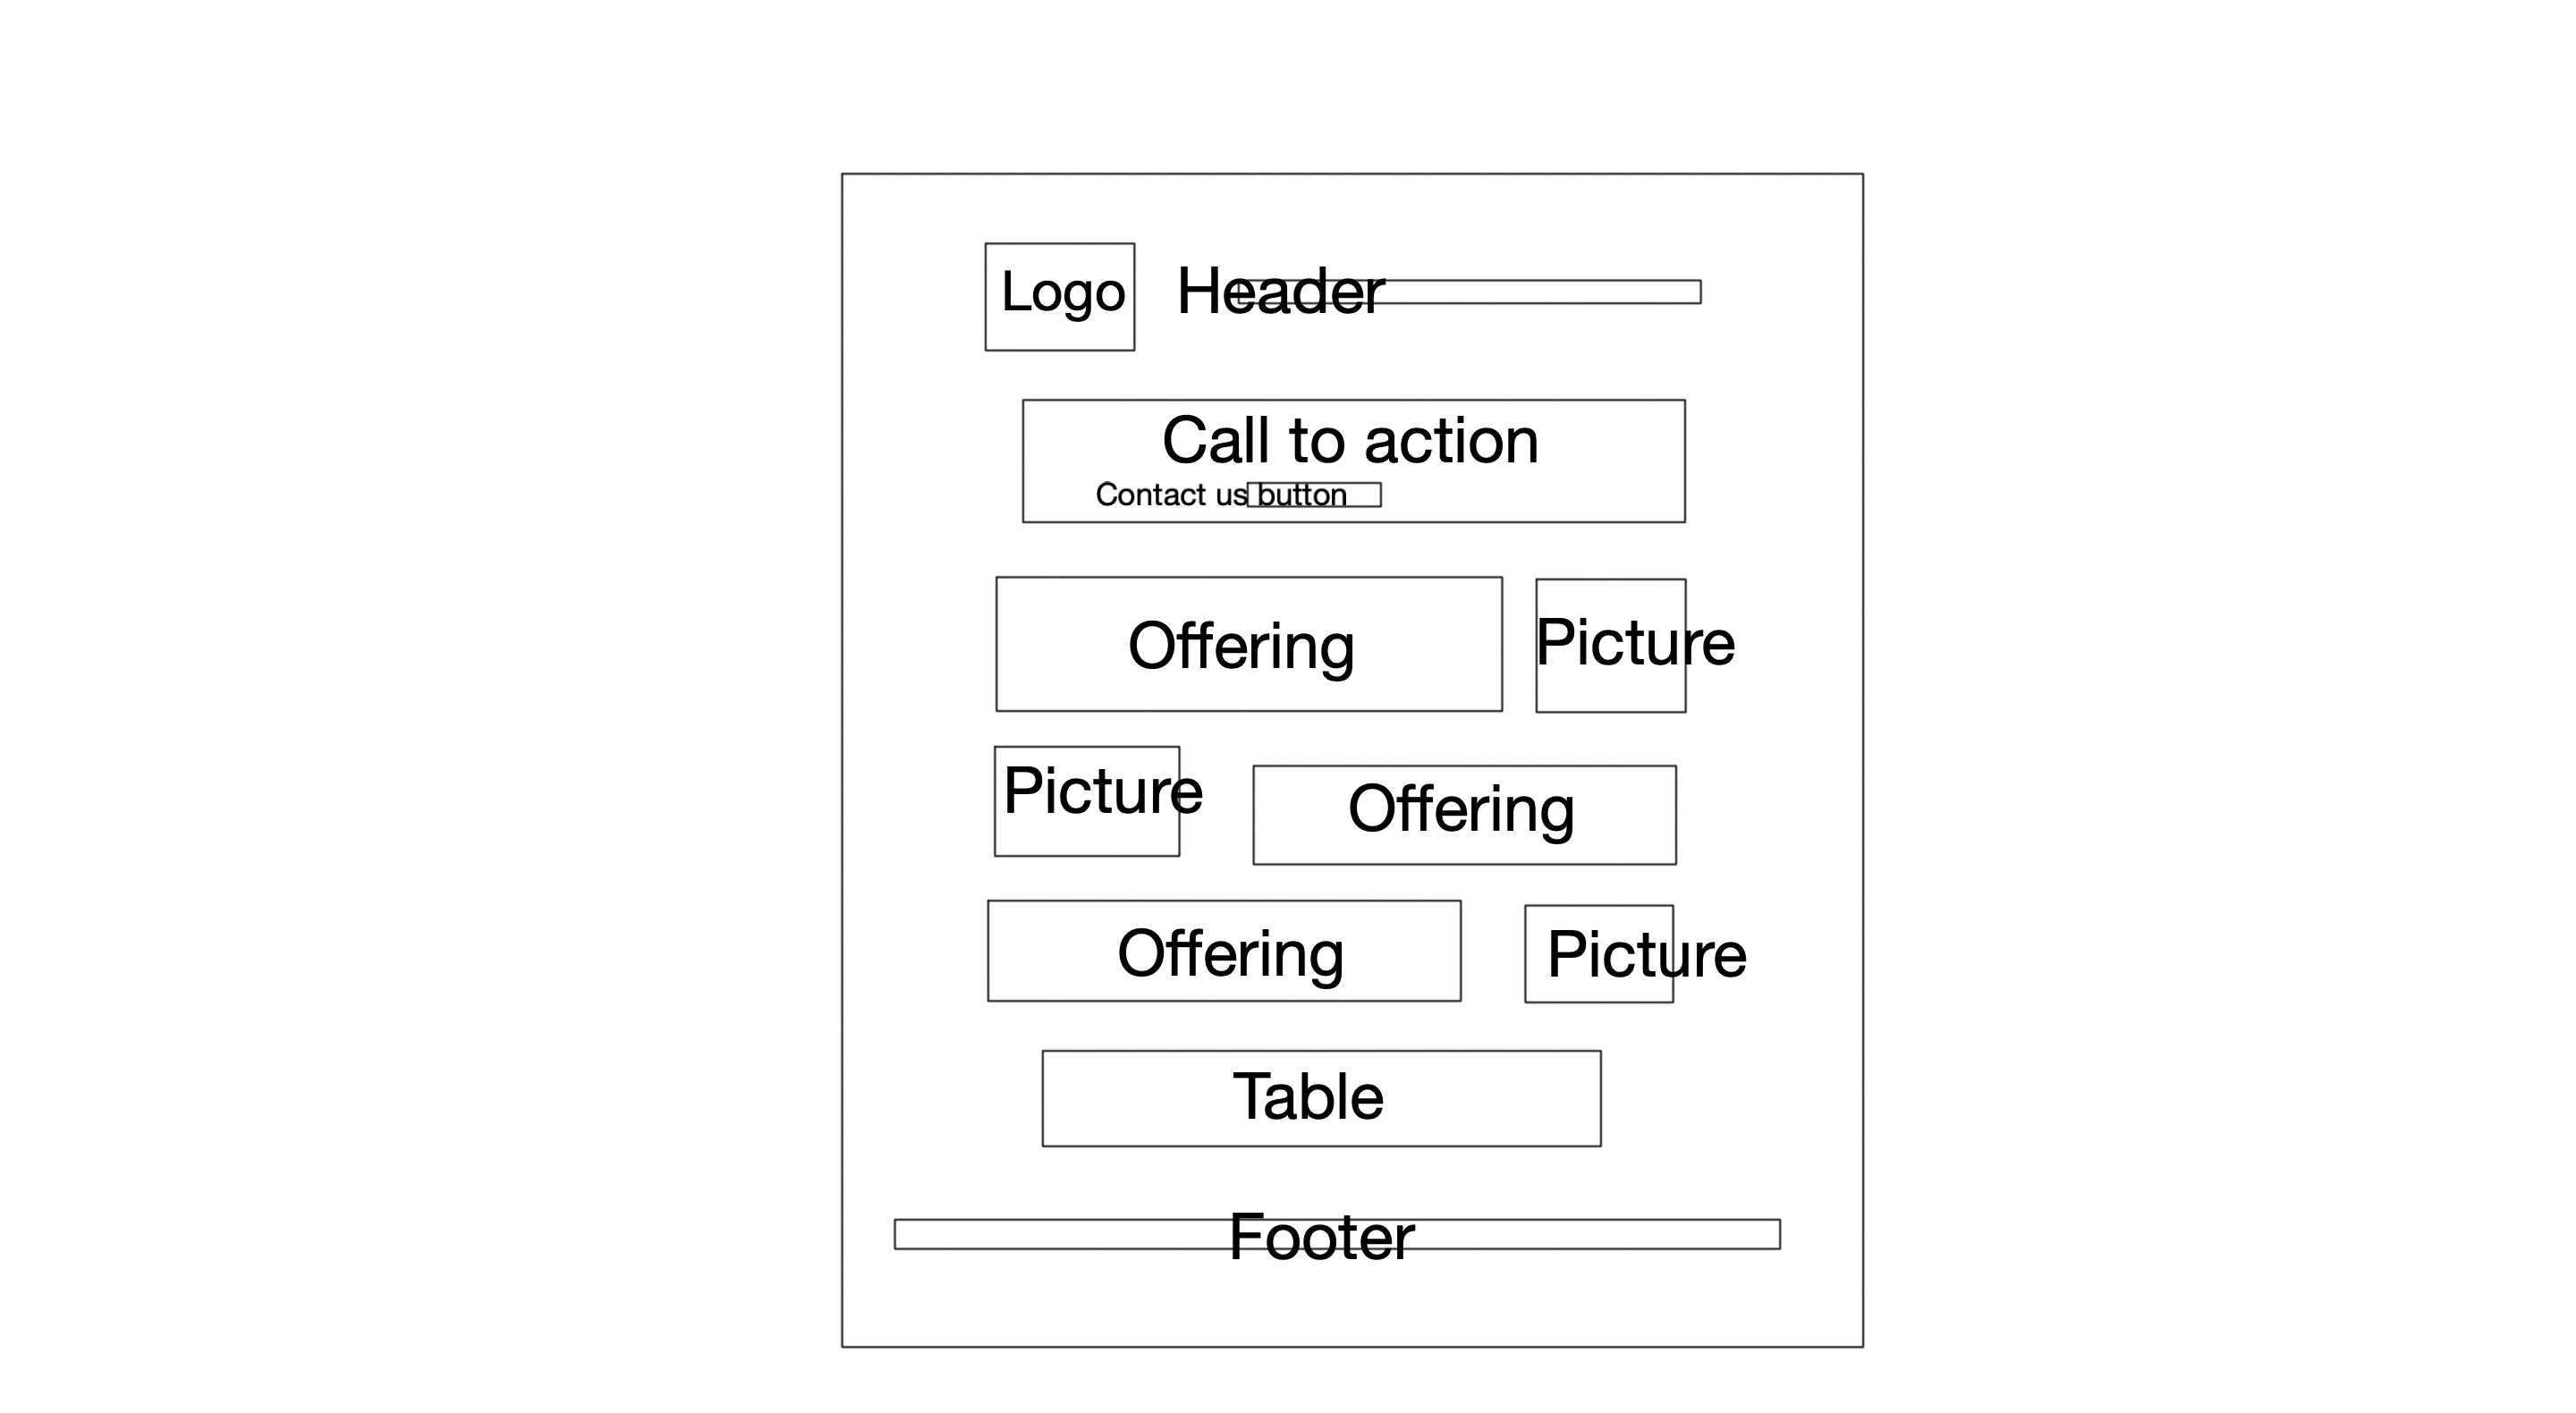 Logo
Header
Call to action
Contact us button
Offering
Picture
Picture
Offering
Offering
Picture
Table
Footer